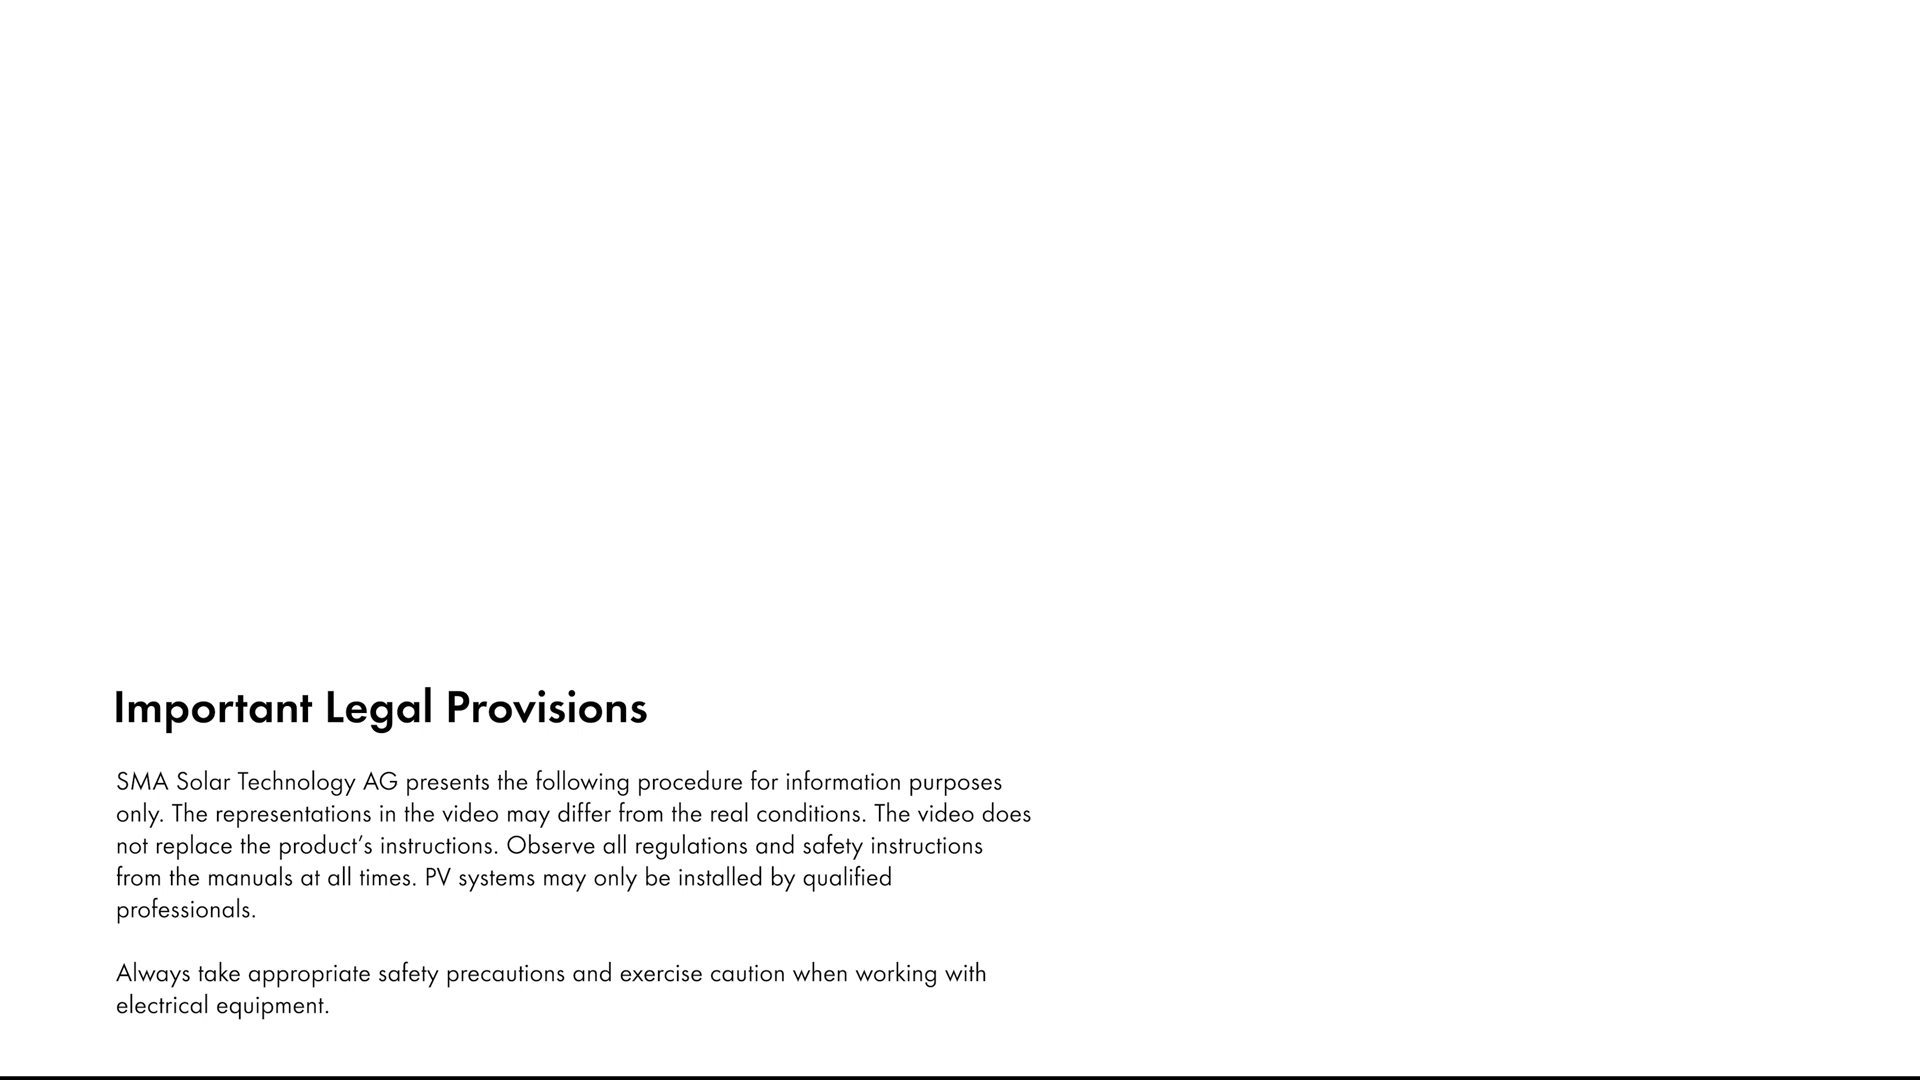 Important Legal Provisions
SMA Solar Technology AG presents the following procedure for information purposes
only. The representations in the video may differ from the real conditions. The video does
not replace the product’s instructions. Observe all regulations and safety instructions
from the manuals at all times. PV systems may only be installed by qualified
professionals.
Always take appropriate safety precautions and exercise caution when working with
electrical equipment.